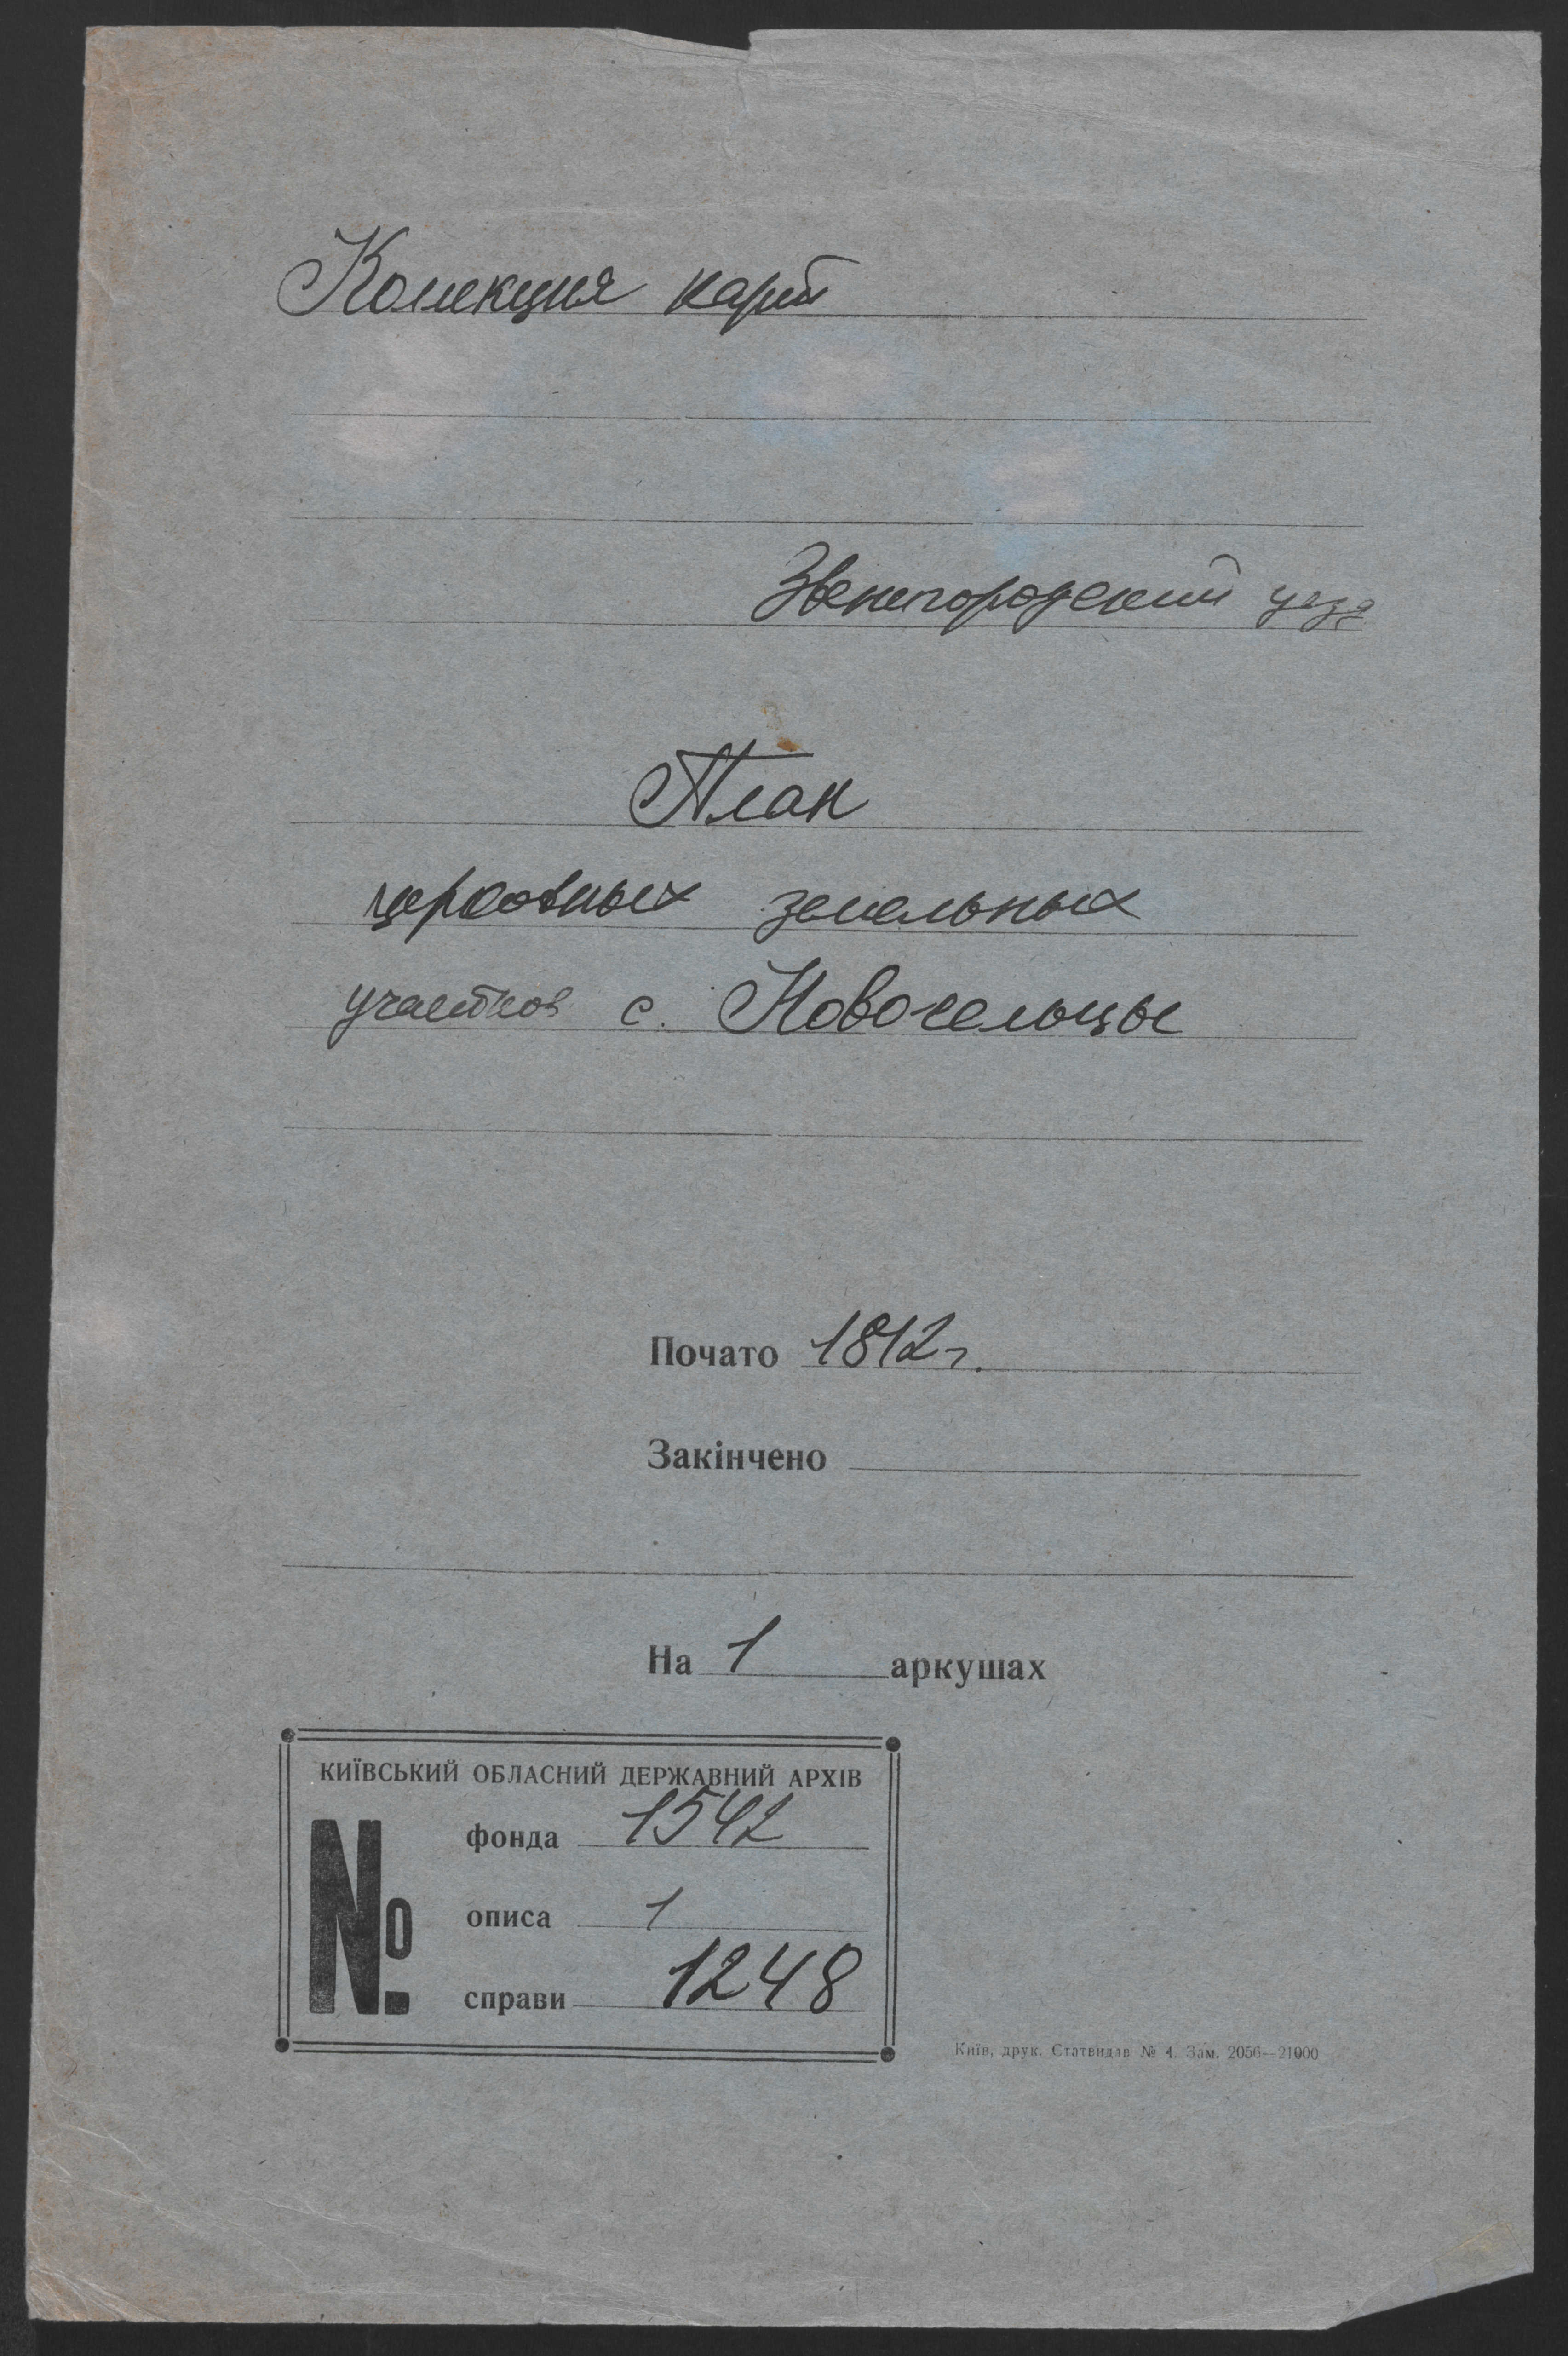 Колекция карт
Звенигородский уезд
План
церковных земельных
участков с. Новосельцы
Почато 1812 г.
Закінчено
На 1 аркушах
КИЇВСЬКИЙ ОБЛАСНИЙ ДЕРЖАВНИЙ АРХІВ
№
фонда 1542
описа 1
справи 1248
Київ, друк. Статвидав № 4. Зам. 2056—21000